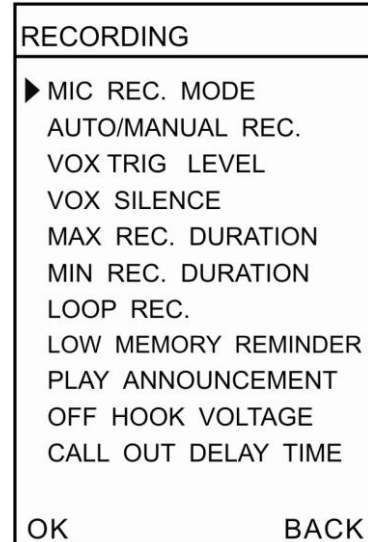 RECORDING
MIC REC. MODE
AUTO/MANUAL REC.
VOX TRIG LEVEL
VOX SILENCE
MAX REC. DURATION
MIN REC. DURATION
LOOP REC.
LOW MEMORY REMINDER
PLAY ANNOUNCEMENT
OFF HOOK VOLTAGE
CALL OUT DELAY TIME
OK BACK